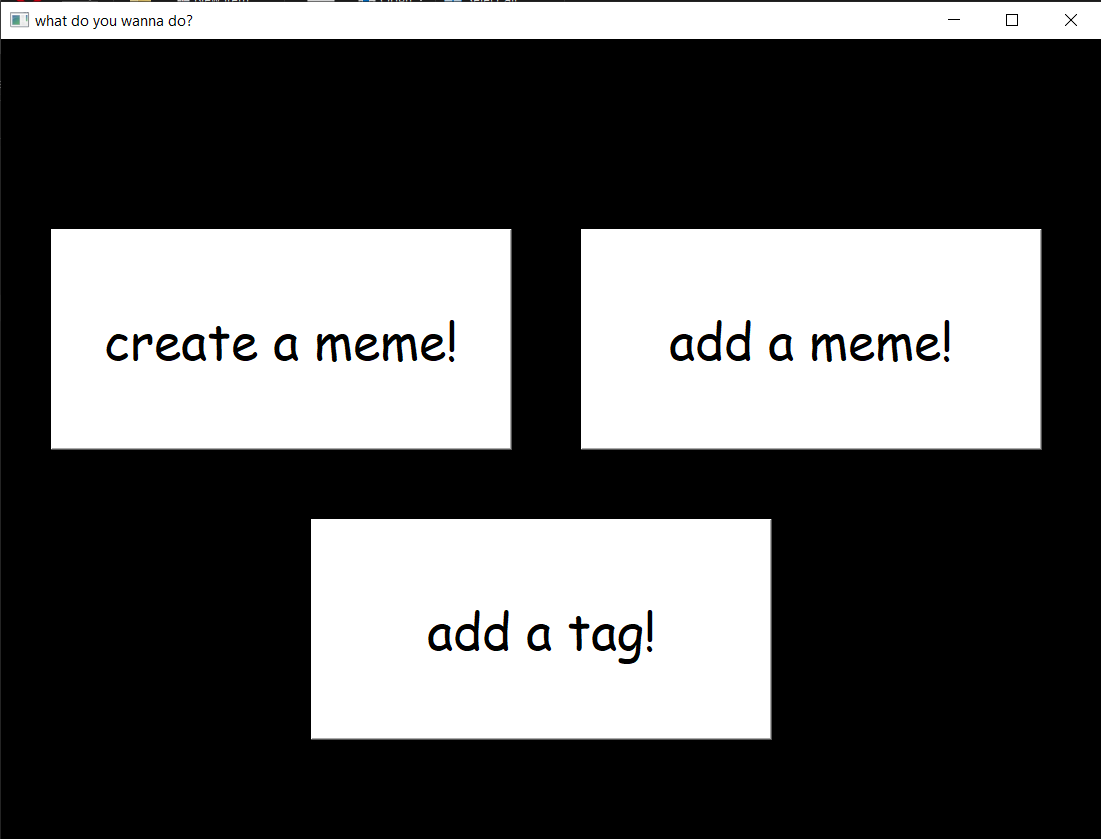 what do you wanna do?
create a meme!
add a meme!
add a tag!